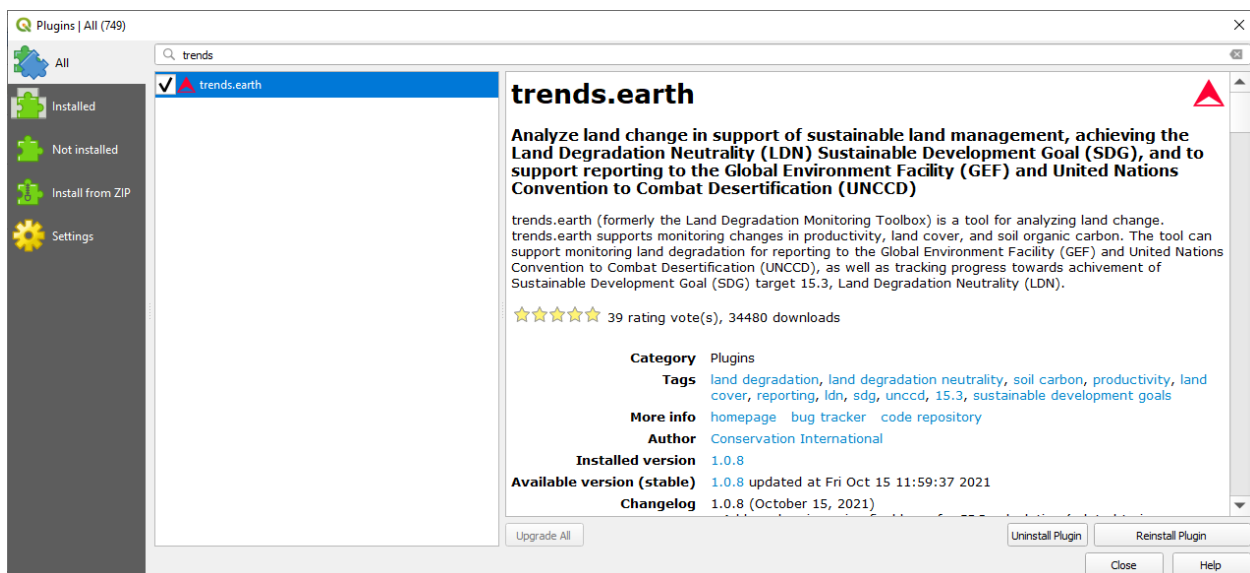 Plugins | All (749)
All
Installed
Not installed
Install from ZIP
Settings
trends
trends.earth
trends.earth
Analyze land change in support of sustainable land management, achieving the
Land Degradation Neutrality (LDN) Sustainable Development Goal (SDG), and to
support reporting to the Global Environment Facility (GEF) and United Nations
Convention to Combat Desertification (UNCCD)
trends.earth (formerly the Land Degradation Monitoring Toolbox) is a tool for analyzing land change.
trends.earth supports monitoring changes in productivity, land cover, and soil organic carbon. The tool can
support monitoring land degradation for reporting to the Global Environment Facility (GEF) and United Nations
Convention to Combat Desertification (UNCCD), as well as tracking progress towards achivement of
Sustainable Development Goal (SDG) target 15.3, Land Degradation Neutrality (LDN).
39 rating vote(s), 34480 downloads
Category Plugins
Tags land degradation, land degradation neutrality, soil carbon, productivity, land
cover, reporting, ldn, sdg, unccd, 15.3, sustainable development goals
More info homepage bug tracker code repository
Author Conservation International
Installed version 1.0.8
Available version (stable) 1.0.8 updated at Fri Oct 15 11:59:37 2021
Changelog 1.0.8 (October 15, 2021)
Upgrade All
Uninstall Plugin
Reinstall Plugin
Close
Help